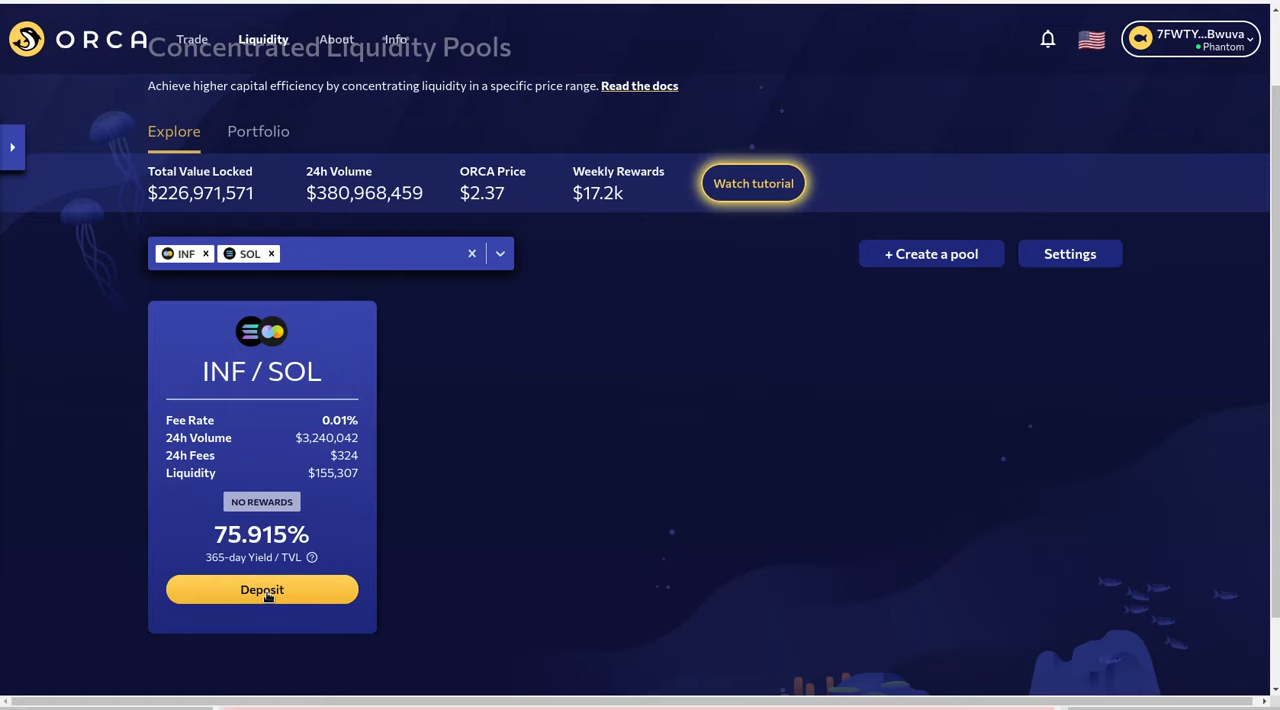 ORCA
Trade
Liquidity
About
Info
7FWTY...Bwuva
Phantom
Concentrated Liquidity Pools
Achieve higher capital efficiency by concentrating liquidity in a specific price range. Read the docs
Explore
Portfolio
Total Value Locked
$226,971,571
24h Volume
$380,968,459
ORCA Price
$2.37
Weekly Rewards
$17.2k
Watch tutorial
INF
SOL
+ Create a pool
Settings
INF / SOL
Fee Rate 0.01%
24h Volume $3,240,042
24h Fees $324
Liquidity $155,307
NO REWARDS
75.915%
365-day Yield / TVL
Deposit